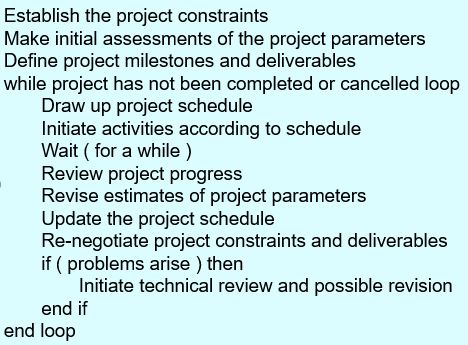 Establish the project constraints
Make initial assessments of the project parameters
Define project milestones and deliverables
while project has not been completed or cancelled loop
Draw up project schedule
Initiate activities according to schedule
Wait ( for a while )
Review project progress
Revise estimates of project parameters
Update the project schedule
Re-negotiate project constraints and deliverables
if ( problems arise ) then
Initiate technical review and possible revision
end if
end loop